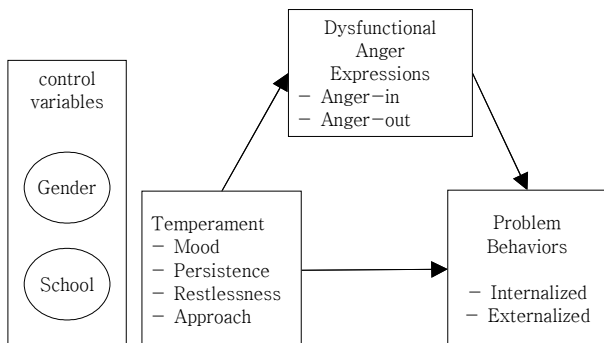 control
variables
Gender
School
Dysfunctional
Anger
Expressions
− Anger−in
− Anger−out
Temperament
− Mood
− Persistence
− Restlessness
− Approach
Problem
Behaviors
− Internalized
− Externalized